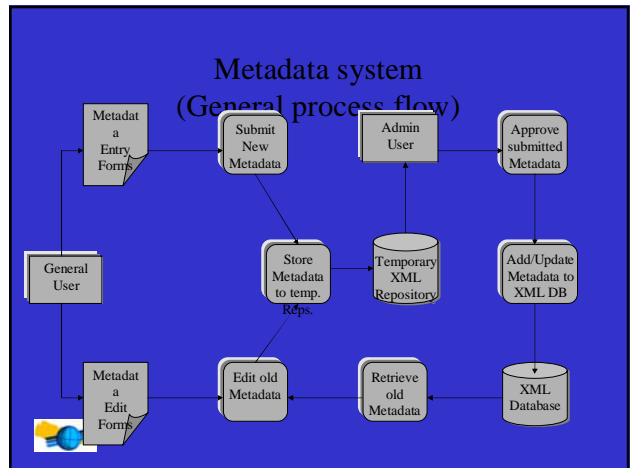 Metadata system
(General process flow)
Metadat
a
Entry
Forms
Submit
New
Metadata
Admin
User
Approve
submitted
Metadata
General
User
Store
Metadata
to temp.
Reps.
Temporary
XML
Repository
Add/Update
Metadata to
XML DB
Metadat
a
Edit
Forms
Edit old
Metadata
Retrieve
old
Metadata
XML
Database